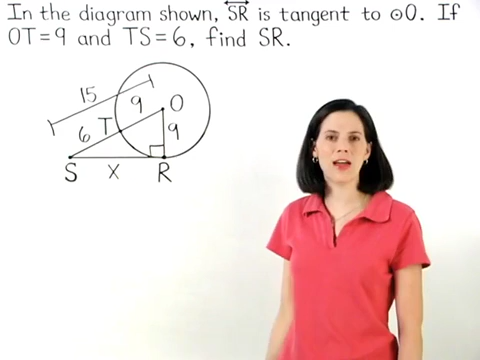 In the diagram shown, SR is tangent to ⊙O. If
OT=9 and TS=6, find SR.
15
9
O
6
T
9
S
X
R